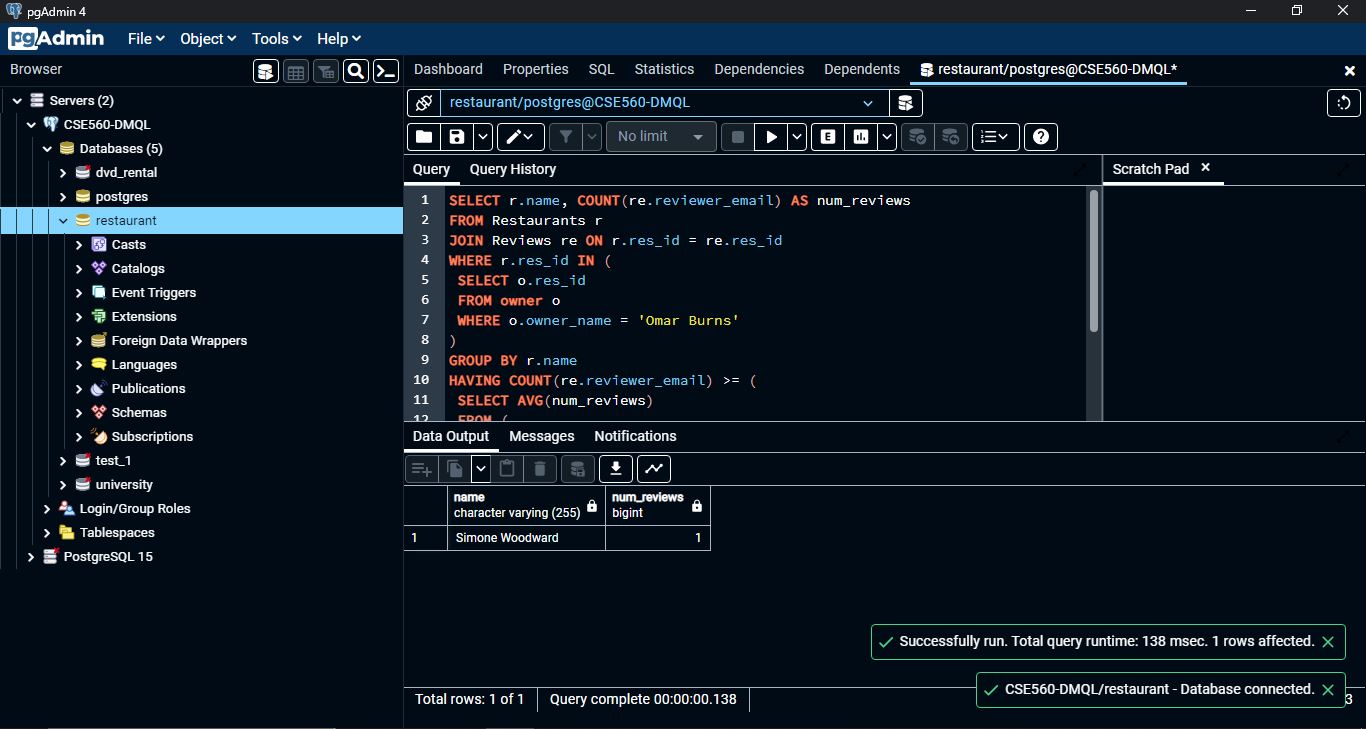 pgAdmin 4
pgAdmin File Object Tools Help
Browser
Dashboard Properties SQL Statistics Dependencies Dependents restaurant/postgres@CSE560-DMQL*
Servers (2)
CSE560-DMQL
Databases (5)
dvd_rental
postgres
restaurant
Casts
Catalogs
Event Triggers
Extensions
Foreign Data Wrappers
Languages
Publications
Schemas
Subscriptions
test_1
university
Login/Group Roles
Tablespaces
PostgreSQL 15
restaurant/postgres@CSE560-DMQL
No limit
E
Query Query History
Scratch Pad
1 SELECT r.name, COUNT(re.reviewer_email) AS num_reviews
2 FROM Restaurants r
3 JOIN Reviews re ON r.res_id = re.res_id
4 WHERE r.res_id IN (
5 SELECT o.res_id
6 FROM owner o
7 WHERE o.owner_name = 'Omar Burns'
8 )
9 GROUP BY r.name
10 HAVING COUNT(re.reviewer_email) >= (
11 SELECT AVG(num_reviews)
12 FROM (
Data Output Messages Notifications
name num_reviews
character varying (255) bigint
1 Simone Woodward 1
Successfully run. Total query runtime: 138 msec. 1 rows affected.
CSE560-DMQL/restaurant - Database connected.
Total rows: 1 of 1 Query complete 00:00:00.138
3